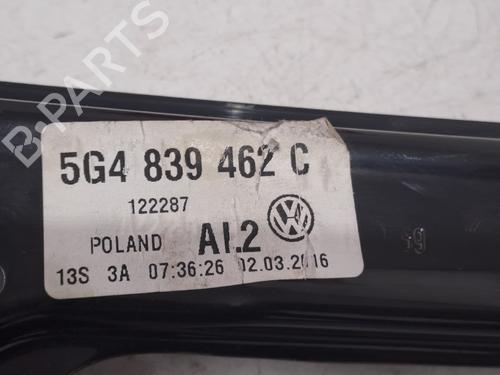 B-PARTS
5G4 839 462 C
122287
POLAND AI.2
13S 3A 07:36:26 02.03.2016